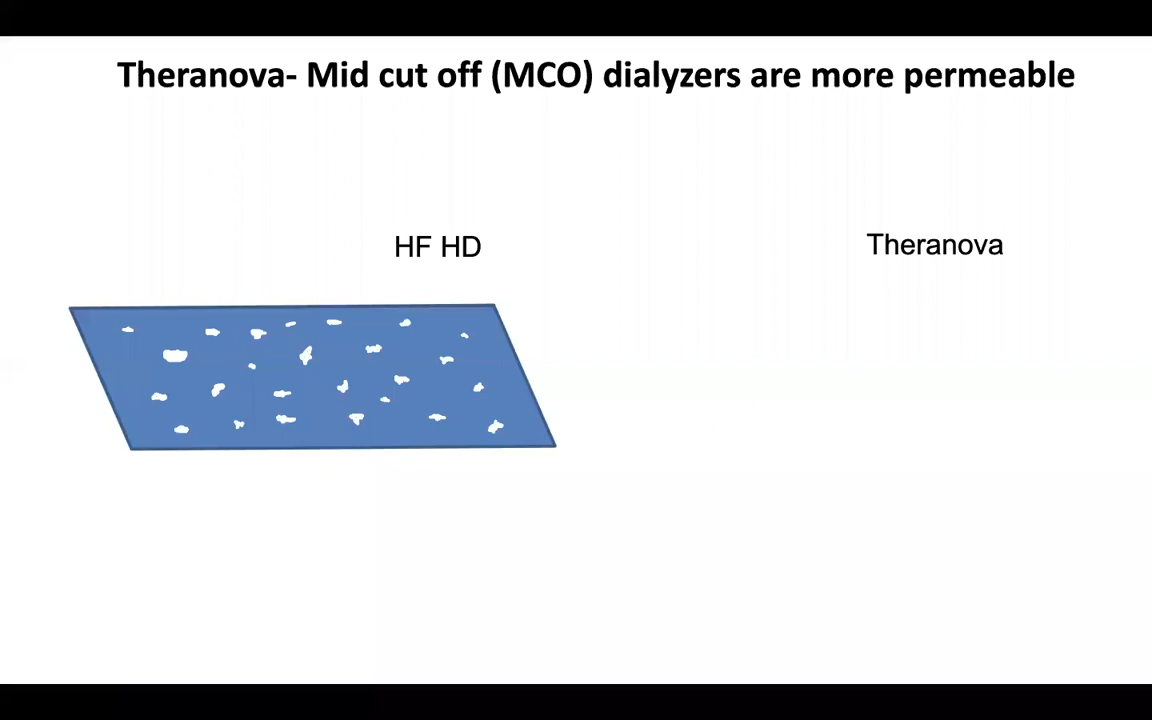 Theranova- Mid cut off (MCO) dialyzers are more permeable
HF HD
Theranova